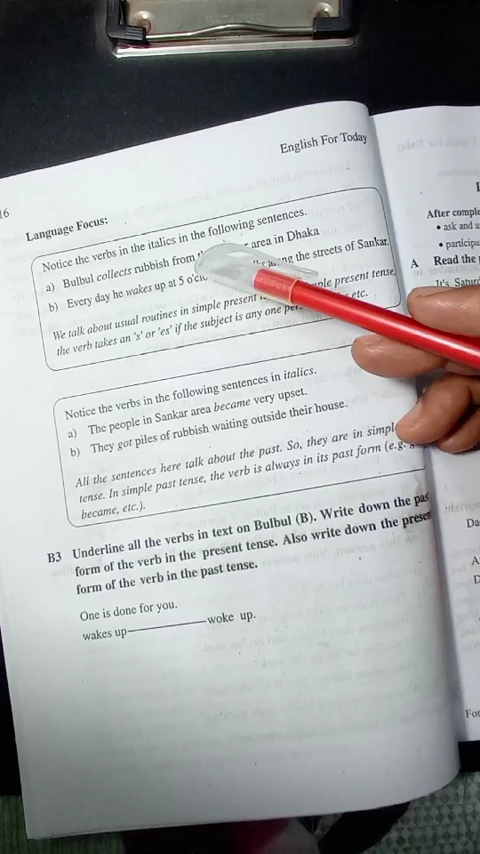 16
English For Today
Language Focus:
Notice the verbs in the italics in the following sentences.
a) Bulbul collects rubbish from area in Dhaka
b) Every day he wakes up at 5 the streets of Sankar.
We talk about usual routines in simple present present tense,
the verb takes an 's' or 'es' if the subject is any one etc.
Notice the verbs in the following sentences in italics.
a) The people in Sankar area became very upset.
b) They got piles of rubbish waiting outside their house.
All the sentences here talk about the past. So, they are in
tense. In simple past tense, the verb is always in its past form (e.g.
became, etc.).
B3 Underline all the verbs in text on Bulbul (B). Write down the
form of the verb in the present tense. Also write down the
form of the verb in the past tense.
One is done for you.
wakes up woke up.
After
• ask and
•
A Read the
It's